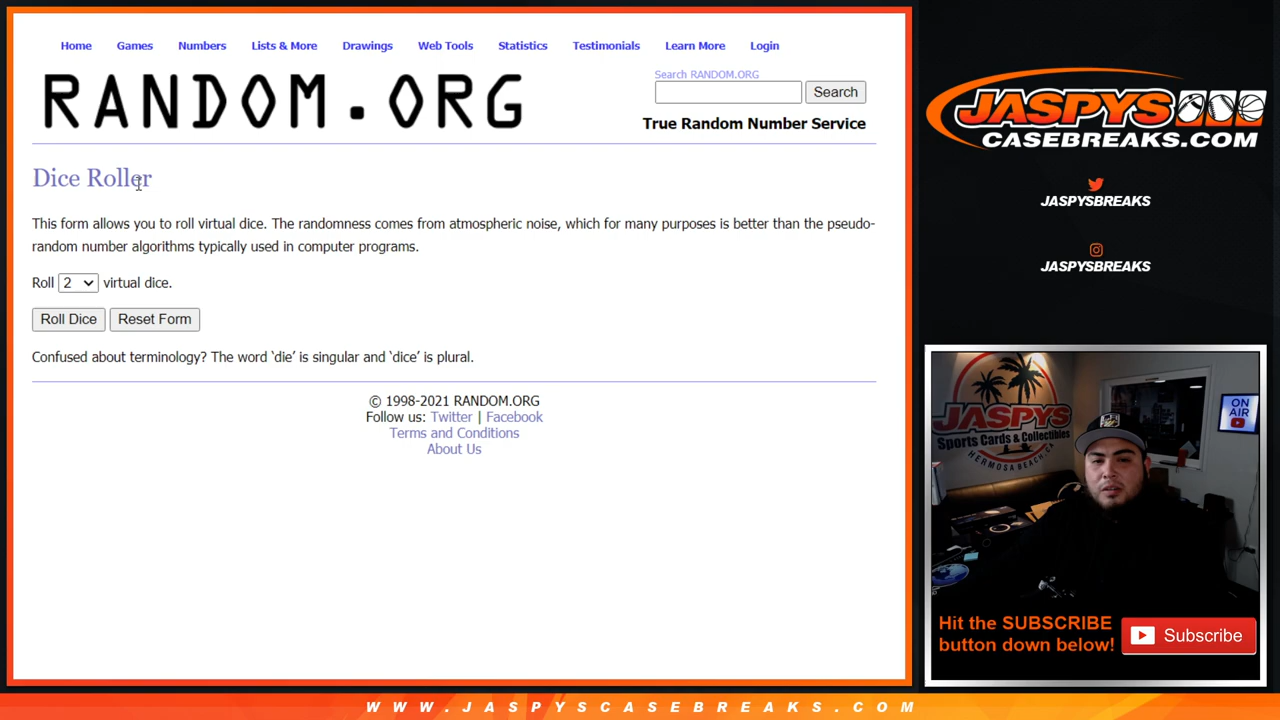 Home Games Numbers Lists & More Drawings Web Tools Statistics Testimonials Learn More Login
RANDOM.ORG
Search RANDOM.ORG
Search
True Random Number Service
Dice Roller
This form allows you to roll virtual dice. The randomness comes from atmospheric noise, which for many purposes is better than the pseudo-
random number algorithms typically used in computer programs.
Roll 2 virtual dice.
Roll Dice Reset Form
Confused about terminology? The word ‘die’ is singular and ‘dice’ is plural.
© 1998-2021 RANDOM.ORG
Follow us: Twitter | Facebook
Terms and Conditions
About Us
JASPYS
CASEBREAKS.COM
JASPYSBREAKS
JASPYSBREAKS
JASPYS
Sports Cards & Collectibles
HERMOSA BEACH, CA
ON
AIR
Hit the SUBSCRIBE
button down below!
Subscribe
WWW.JASPYSCASEBREAKS.COM